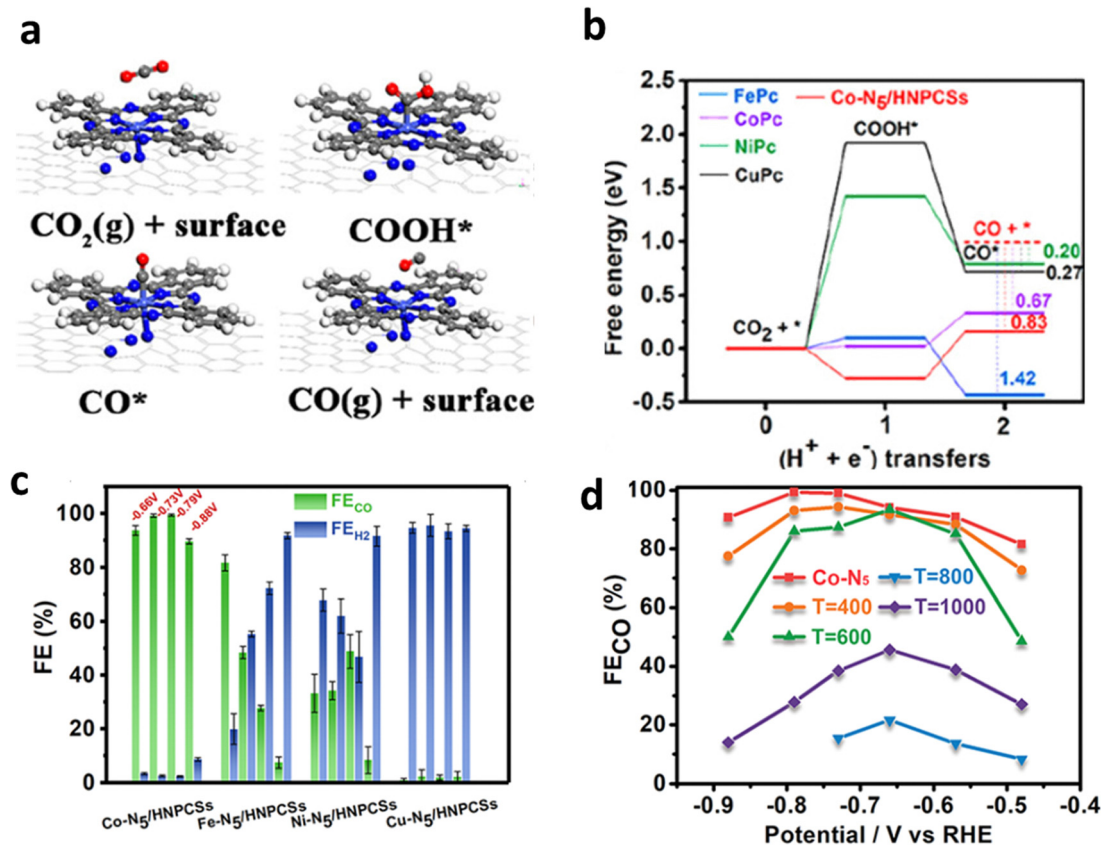 a
CO₂(g) + surface
COOH*
CO*
CO(g) + surface
b
Free energy (eV)
2.5
2.0
1.5
1.0
0.5
0.0
-0.5
FePc
Co-N₅/HNPCSs
CoPc
NiPc
CuPc
COOH*
CO + *
CO*
0.20
0.27
0.67
0.83
CO₂ + *
1.42
0
1
2
(H⁺ + e⁻) transfers
c
FE (%)
100
80
60
40
20
0
-0.66V
-0.73V
-0.79V
-0.88V
FE_CO
FE_H2
Co-N₅/HNPCSs
Fe-N₅/HNPCSs
Ni-N₅/HNPCSs
Cu-N₅/HNPCSs
d
FE_CO (%)
100
80
60
40
20
0
Co-N₅
T=800
T=400
T=1000
T=600
-0.9
-0.8
-0.7
-0.6
-0.5
-0.4
Potential / V vs RHE